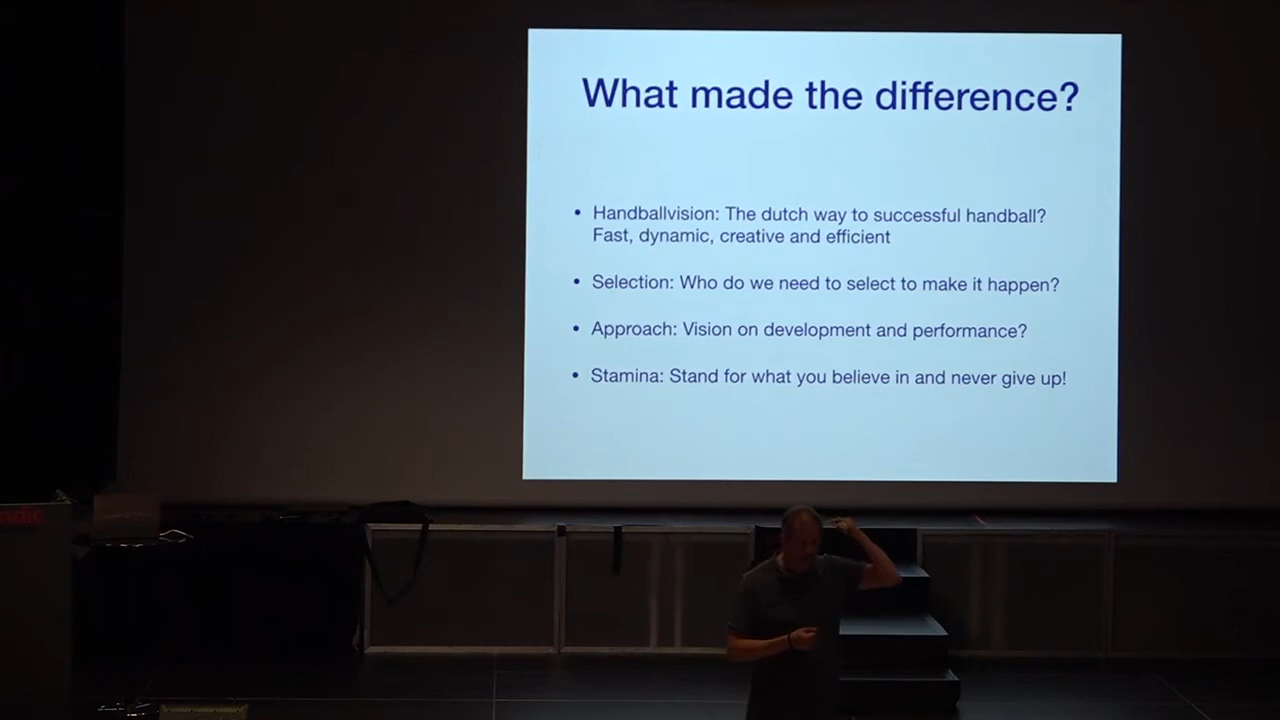 What made the difference?
• Handballvision: The dutch way to successful handball?
Fast, dynamic, creative and efficient
• Selection: Who do we need to select to make it happen?
• Approach: Vision on development and performance?
• Stamina: Stand for what you believe in and never give up!